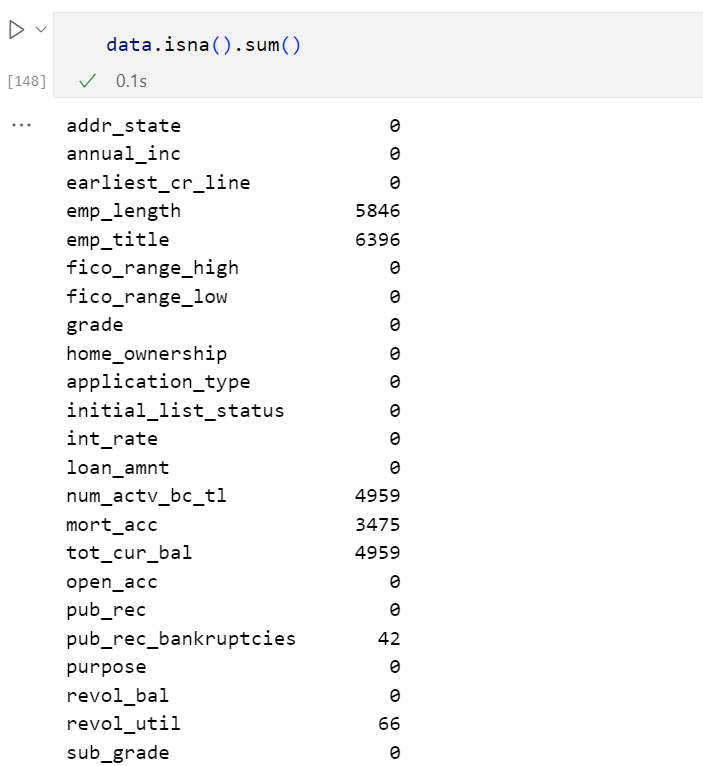 data.isna().sum()
[148] 0.1s
...
addr_state 0
annual_inc 0
earliest_cr_line 0
emp_length 5846
emp_title 6396
fico_range_high 0
fico_range_low 0
grade 0
home_ownership 0
application_type 0
initial_list_status 0
int_rate 0
loan_amnt 0
num_actv_bc_tl 4959
mort_acc 3475
tot_cur_bal 4959
open_acc 0
pub_rec 0
pub_rec_bankruptcies 42
purpose 0
revol_bal 0
revol_util 66
sub_grade 0